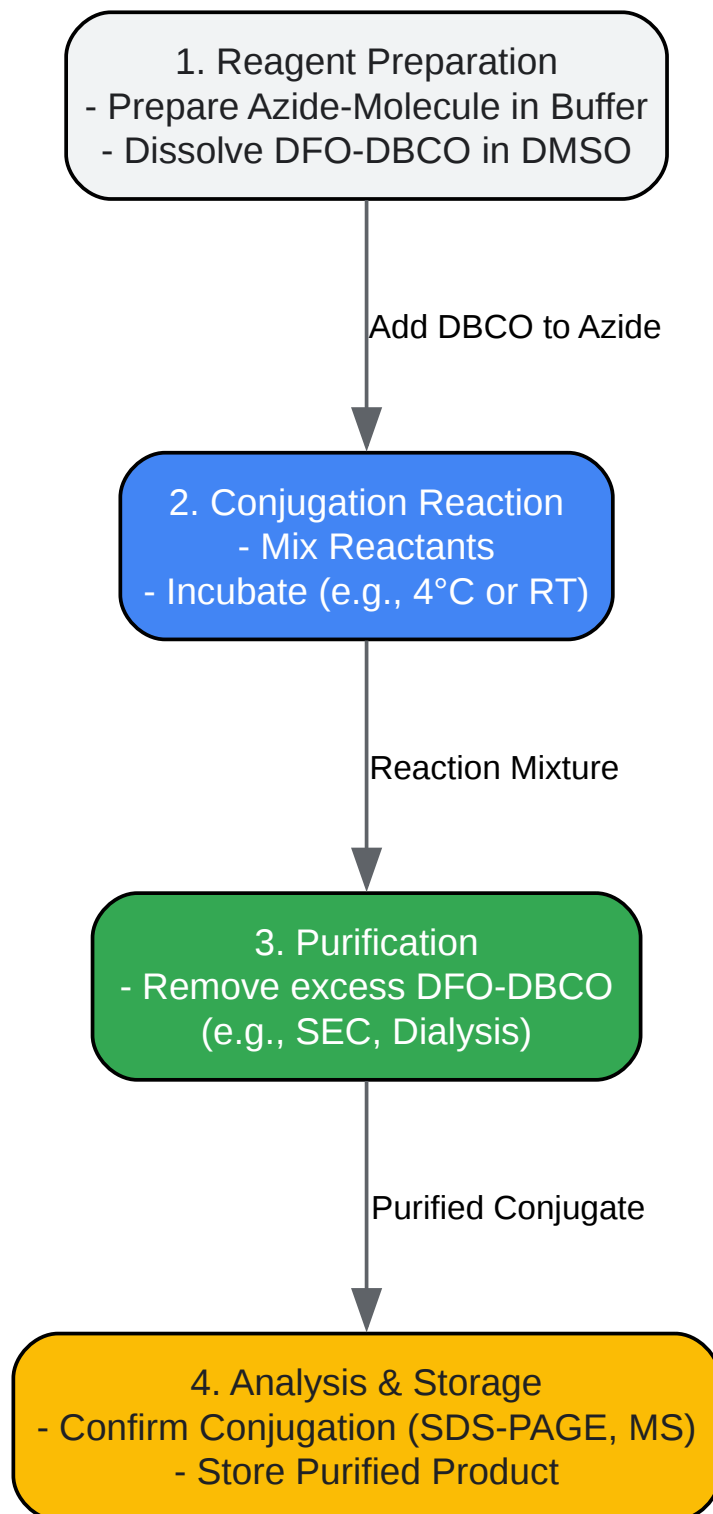 1. Reagent Preparation
- Prepare Azide-Molecule in Buffer
- Dissolve DFO-DBCO in DMSO
Add DBCO to Azide
2. Conjugation Reaction
- Mix Reactants
- Incubate (e.g., 4°C or RT)
Reaction Mixture
3. Purification
- Remove excess DFO-DBCO
(e.g., SEC, Dialysis)
Purified Conjugate
4. Analysis & Storage
- Confirm Conjugation (SDS-PAGE, MS)
- Store Purified Product